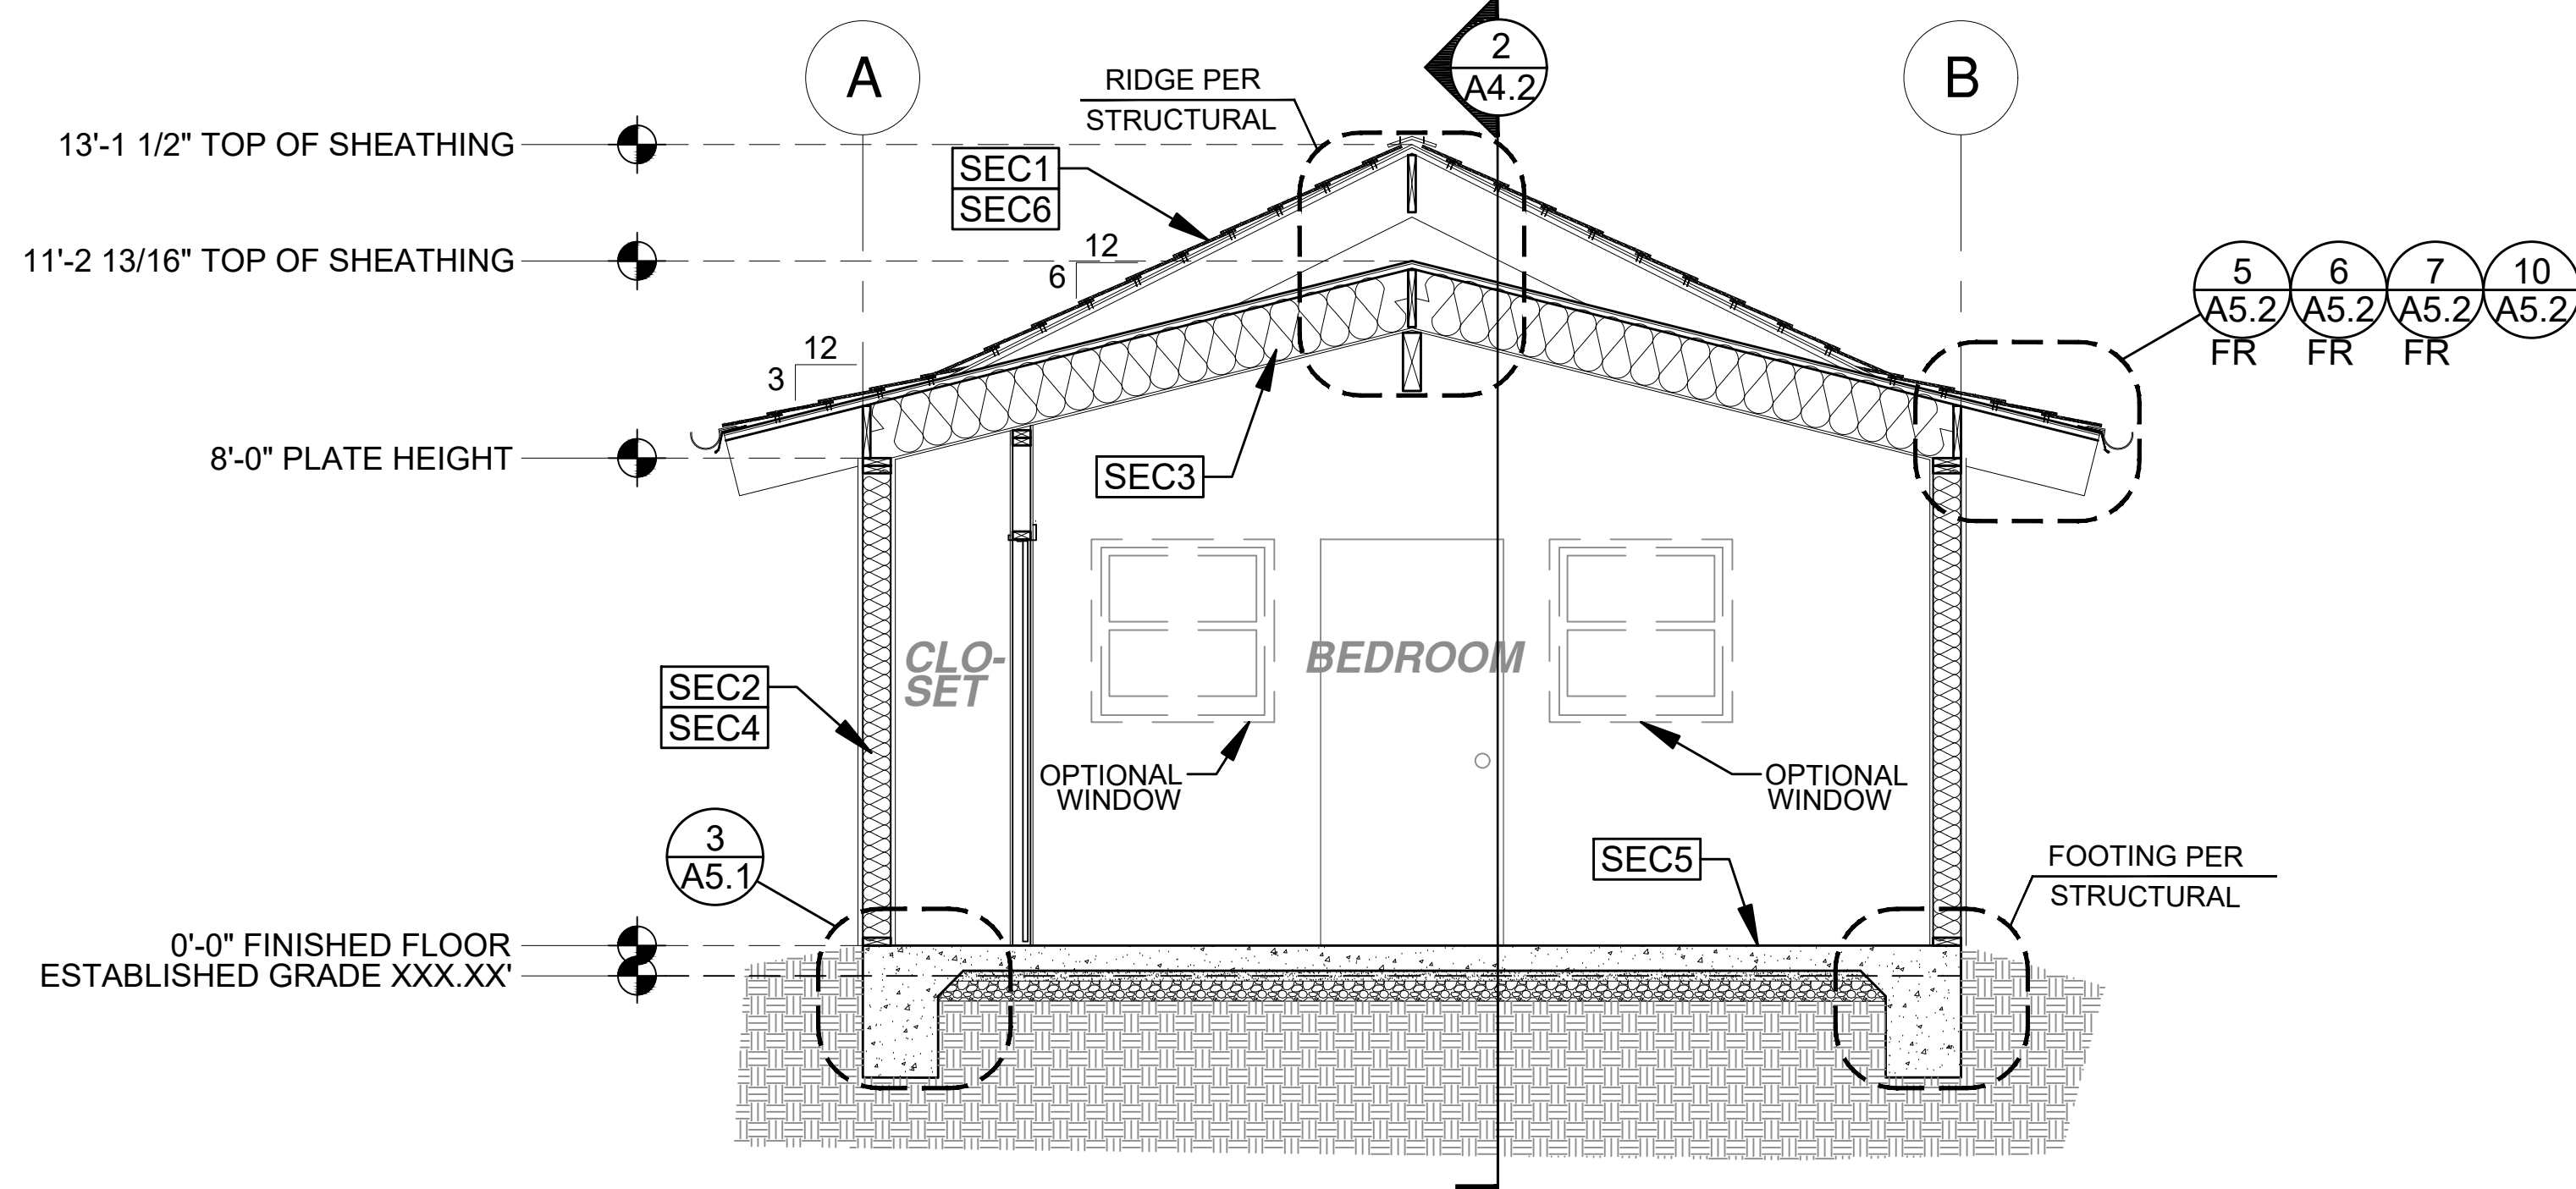 A
B
2
A4.2
RIDGE PER
STRUCTURAL
13'-1 1/2" TOP OF SHEATHING
SEC1
SEC6
11'-2 13/16" TOP OF SHEATHING
12
6
5
A5.2
FR
6
A5.2
FR
7
A5.2
FR
10
A5.2
12
3
8'-0" PLATE HEIGHT
SEC3
CLO-
SET
BEDROOM
SEC2
SEC4
OPTIONAL
WINDOW
OPTIONAL
WINDOW
3
A5.1
SEC5
FOOTING PER
STRUCTURAL
0'-0" FINISHED FLOOR
ESTABLISHED GRADE XXX.XX'